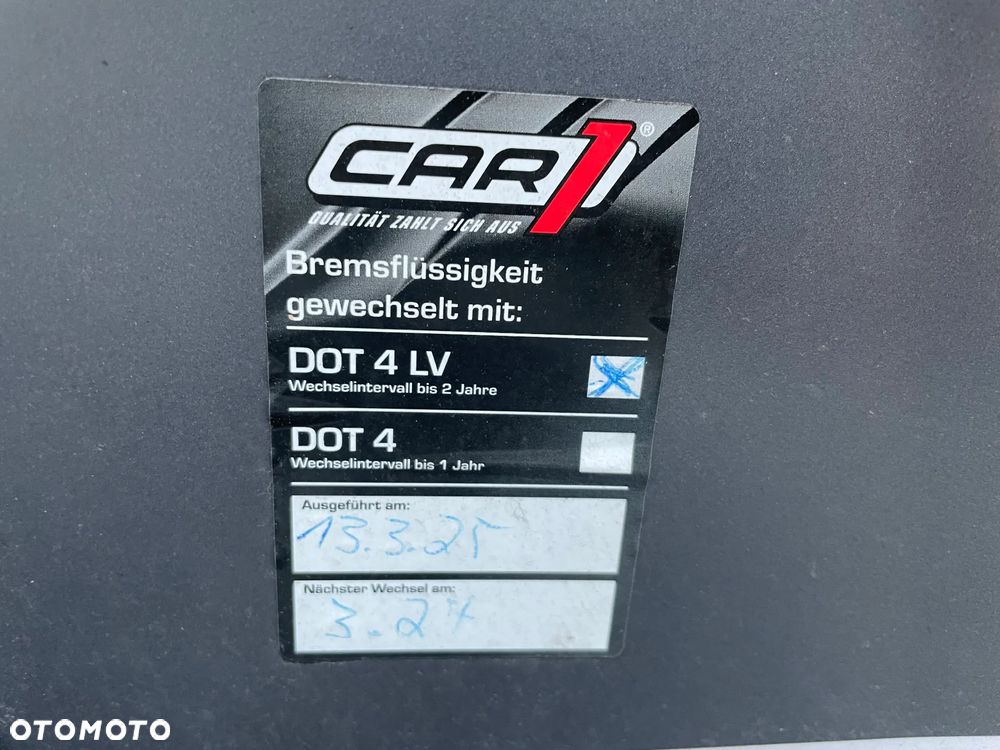 CAR1®
QUALITÄT ZAHLT SICH AUS
Bremsflüssigkeit
gewechselt mit:
DOT 4 LV
Wechselintervall bis 2 Jahre
DOT 4
Wechselintervall bis 1 Jahr
Ausgeführt am:
13.3.25
Nächster Wechsel am:
3.27
OTOMOTO